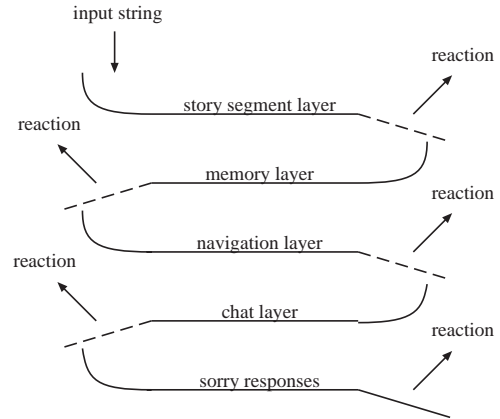 input string
reaction
story segment layer
reaction
memory layer
reaction
navigation layer
reaction
chat layer
reaction
sorry responses